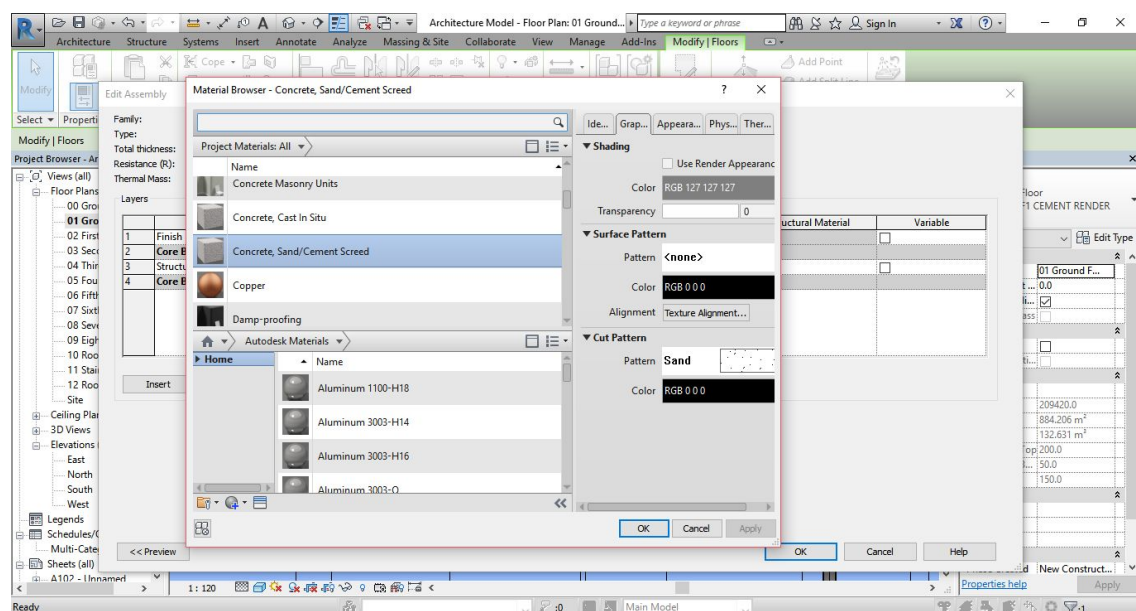 Architecture Model - Floor Plan: 01 Ground...
Type a keyword or phrase
Sign In
Architecture Structure Systems Insert Annotate Analyze Massing & Site Collaborate View Manage Add-Ins Modify | Floors
Modify
Cope
Add Point
Add Split Line
Select Properti
Modify | Floors
Project Browser - Ar
Views (all)
Floor Plans
00 Gro
01 Gro
02 First
03 Seco
04 Thir
05 Fou
06 Fifth
07 Sixt
08 Seve
09 Eigh
10 Roo
11 Stai
12 Roo
Site
Ceiling Plan
3D Views
Elevations
East
North
South
West
Legends
Schedules/
Multi-Cate
Sheets (all)
A102 - Unnamed
Edit Assembly
Family:
Type:
Total thickness:
Resistance (R):
Thermal Mass:
Layers
1 Finish
2 Core B
3 Structu
4 Core B
Insert
<< Preview
Material Browser - Concrete, Sand/Cement Screed
Project Materials: All
Name
Concrete Masonry Units
Concrete, Cast In Situ
Concrete, Sand/Cement Screed
Copper
Damp-proofing
Autodesk Materials
Home
Name
Aluminum 1100-H18
Aluminum 3003-H14
Aluminum 3003-H16
Aluminum 3003-O
Ide... Grap... Appeara... Phys... Ther...
Shading
Use Render Appearanc
Color RGB 127 127 127
Transparency 0
Surface Pattern
Pattern <none>
Color RGB 0 0 0
Alignment Texture Alignment...
Cut Pattern
Pattern Sand
Color RGB 0 0 0
OK Cancel Apply
uctural Material Variable
OK Cancel Help
Floor
F1 CEMENT RENDER
Edit Type
01 Ground F...
0.0
209420.0
884.206 m²
132.631 m³
200.0
50.0
150.0
New Construct...
Properties help Apply
1 : 120
Ready
:0
Main Model
:1